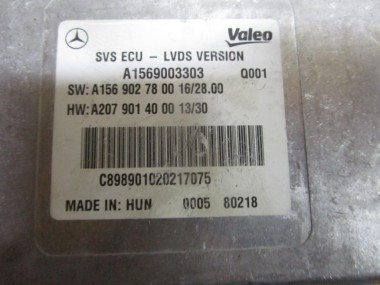 Valeo
SVS ECU - LVDS VERSION
A1569003303 Q001
SW: A156 902 78 00 16/28.00
HW: A207 901 40 00 13/30
C898901020217075
MADE IN: HUN 0005 80218